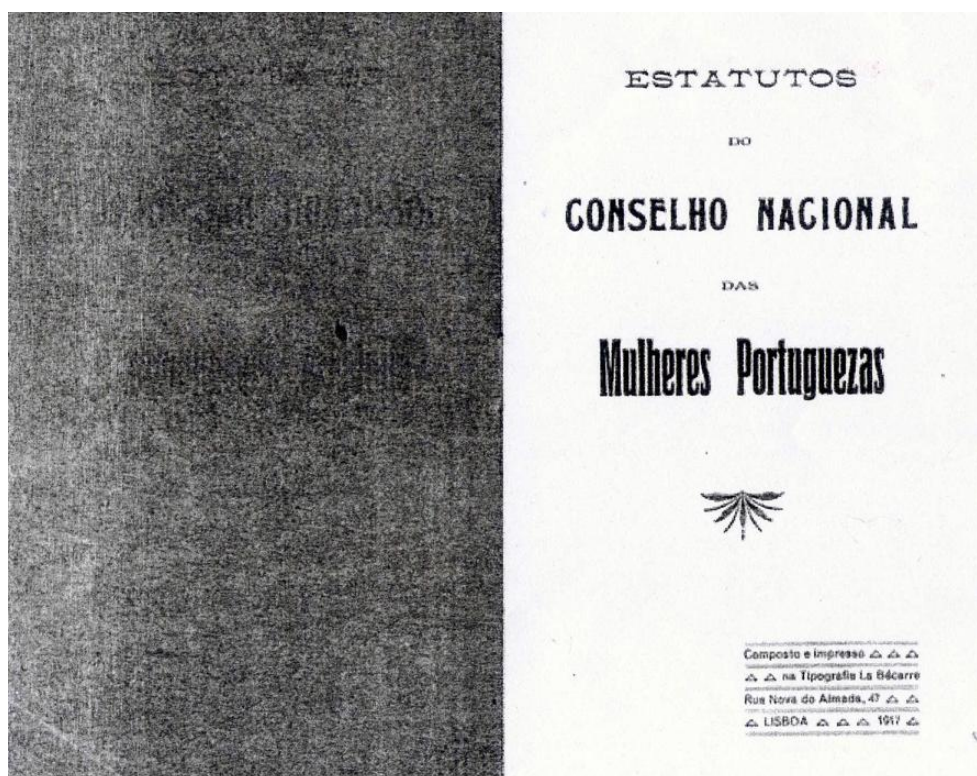 ESTATUTOS
DO
CONSELHO NACIONAL
DAS
Mulheres Portuguezas
Composto e impresso
na Tipografia La Bécarre
Rua Nova do Almada, 47
LISBOA 1917